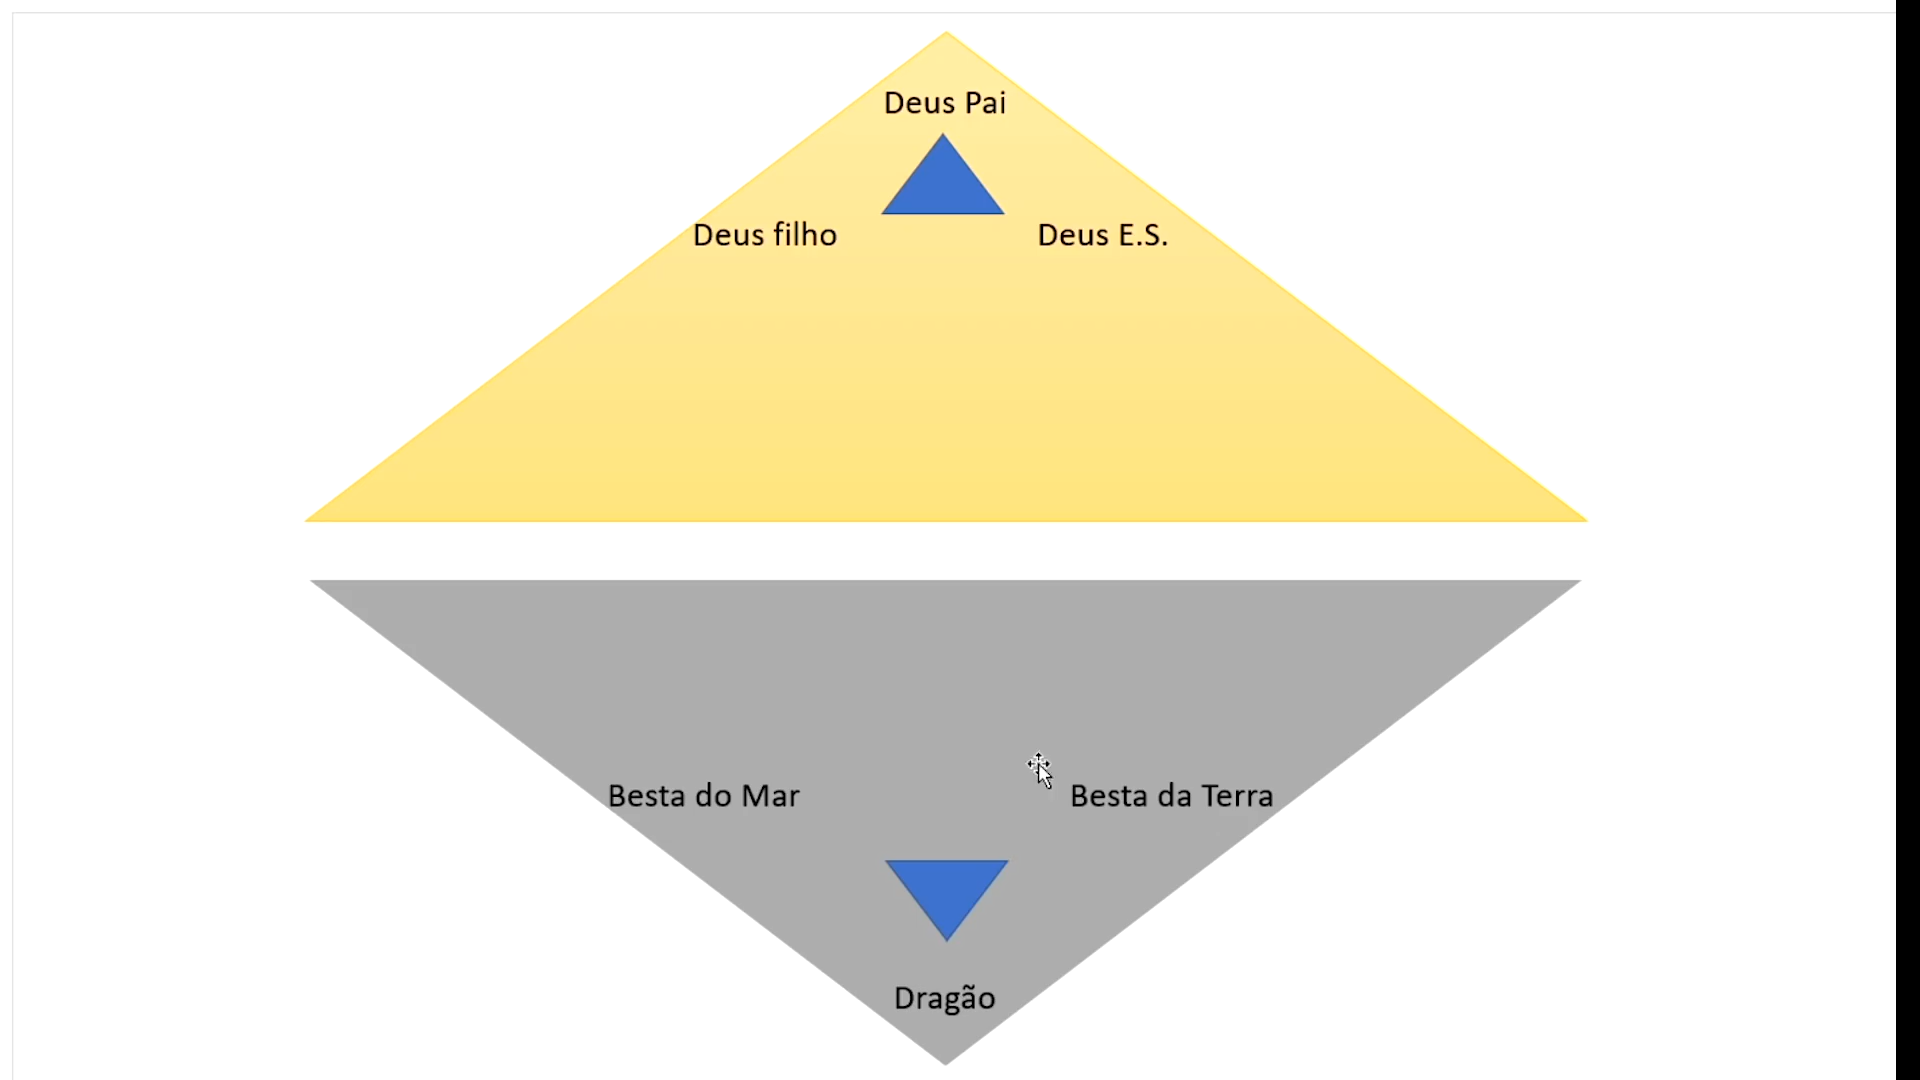 Deus Pai
Deus filho
Deus E.S.
Besta do Mar
Besta da Terra
Dragão